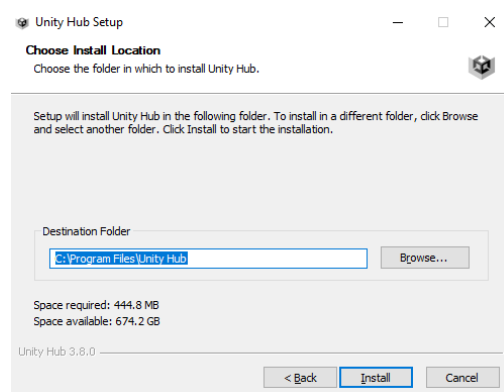 Unity Hub Setup
Choose Install Location
Choose the folder in which to install Unity Hub.
Setup will install Unity Hub in the following folder. To install in a different folder, click Browse
and select another folder. Click Install to start the installation.
Destination Folder
C:\Program Files\Unity Hub
Browse...
Space required: 444.8 MB
Space available: 674.2 GB
Unity Hub 3.8.0
< Back
Install
Cancel